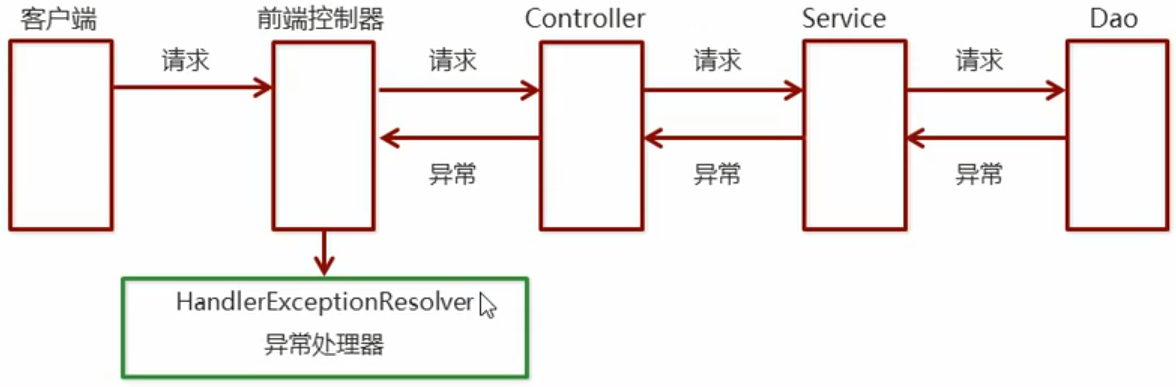 客户端 前端控制器 Controller Service Dao
请求 请求 请求 请求
异常 异常 异常
HandlerExceptionResolver
异常处理器